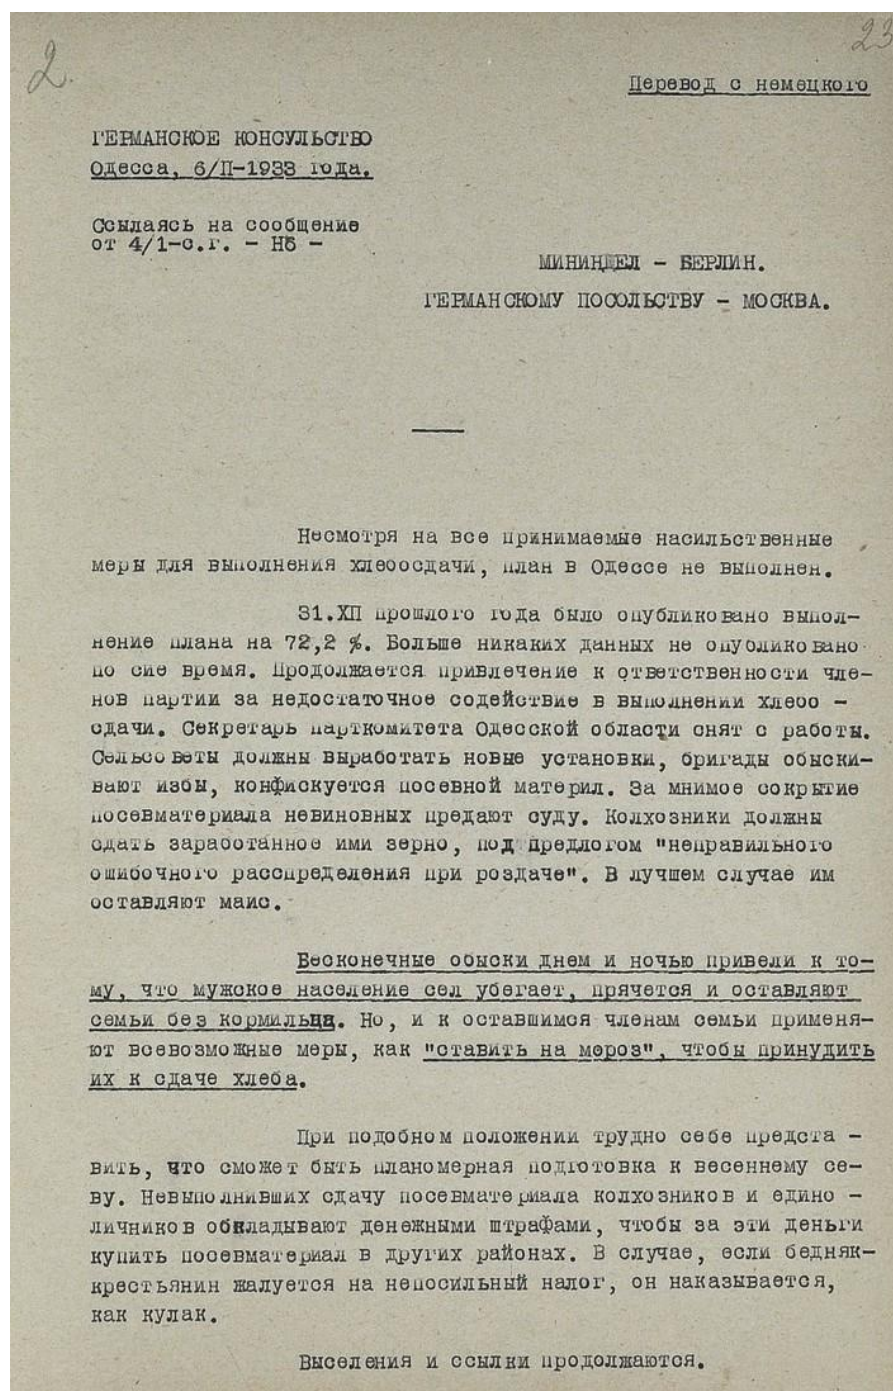 2.
23
Перевод с немецкого
ГЕРМАНСКОЕ КОНСУЛЬСТВО
Одесса, 6/II-1933 года.
Ссылаясь на сообщение
от 4/1-с.г. - Н5 -
МИНИНДЕЛ - БЕРЛИН.
ГЕРМАНСКОМУ ПОСОЛЬСТВУ - МОСКВА.
Несмотря на все принимаемые насильственные
меры для выполнения хлебосдачи, план в Одессе не выполнен.
31.ХП прошлого года было опубликовано выпол-
нение плана на 72,2 %. Больше никаких данных не опубликовано
по сие время. Продолжается привлечение к ответственности чле-
нов партии за недостаточное содействие в выполнении хлебо -
сдачи. Секретарь парткомитета Одесской области снят с работы.
Сельсоветы должны выработать новые установки, бригады обыски-
вают избы, конфискуется посевной материл. За мнимое сокрытие
посевматериала невиновных предают суду. Колхозники должны
сдать заработанное ими зерно, под предлогом "неправильного
ошибочного распределения при роздаче". В лучшем случае им
оставляют маис.
Бесконечные обыски днем и ночью привели к то-
му, что мужское население сел убегает, прячется и оставляют
семьи без кормильца. Но, и к оставшимся членам семьи применя-
ют всевозможные меры, как "ставить на мороз", чтобы принудить
их к сдаче хлеба.
При подобном положении трудно себе предста -
вить, что сможет быть планомерная подготовка к весеннему се-
ву. Невыполнивших сдачу посевматериала колхозников и едино -
личников обкладывают денежными штрафами, чтобы за эти деньги
купить посевматериал в других районах. В случае, если бедняк-
крестьянин жалуется на непосильный налог, он наказывается,
как кулак.
Выселения и ссылки продолжаются.